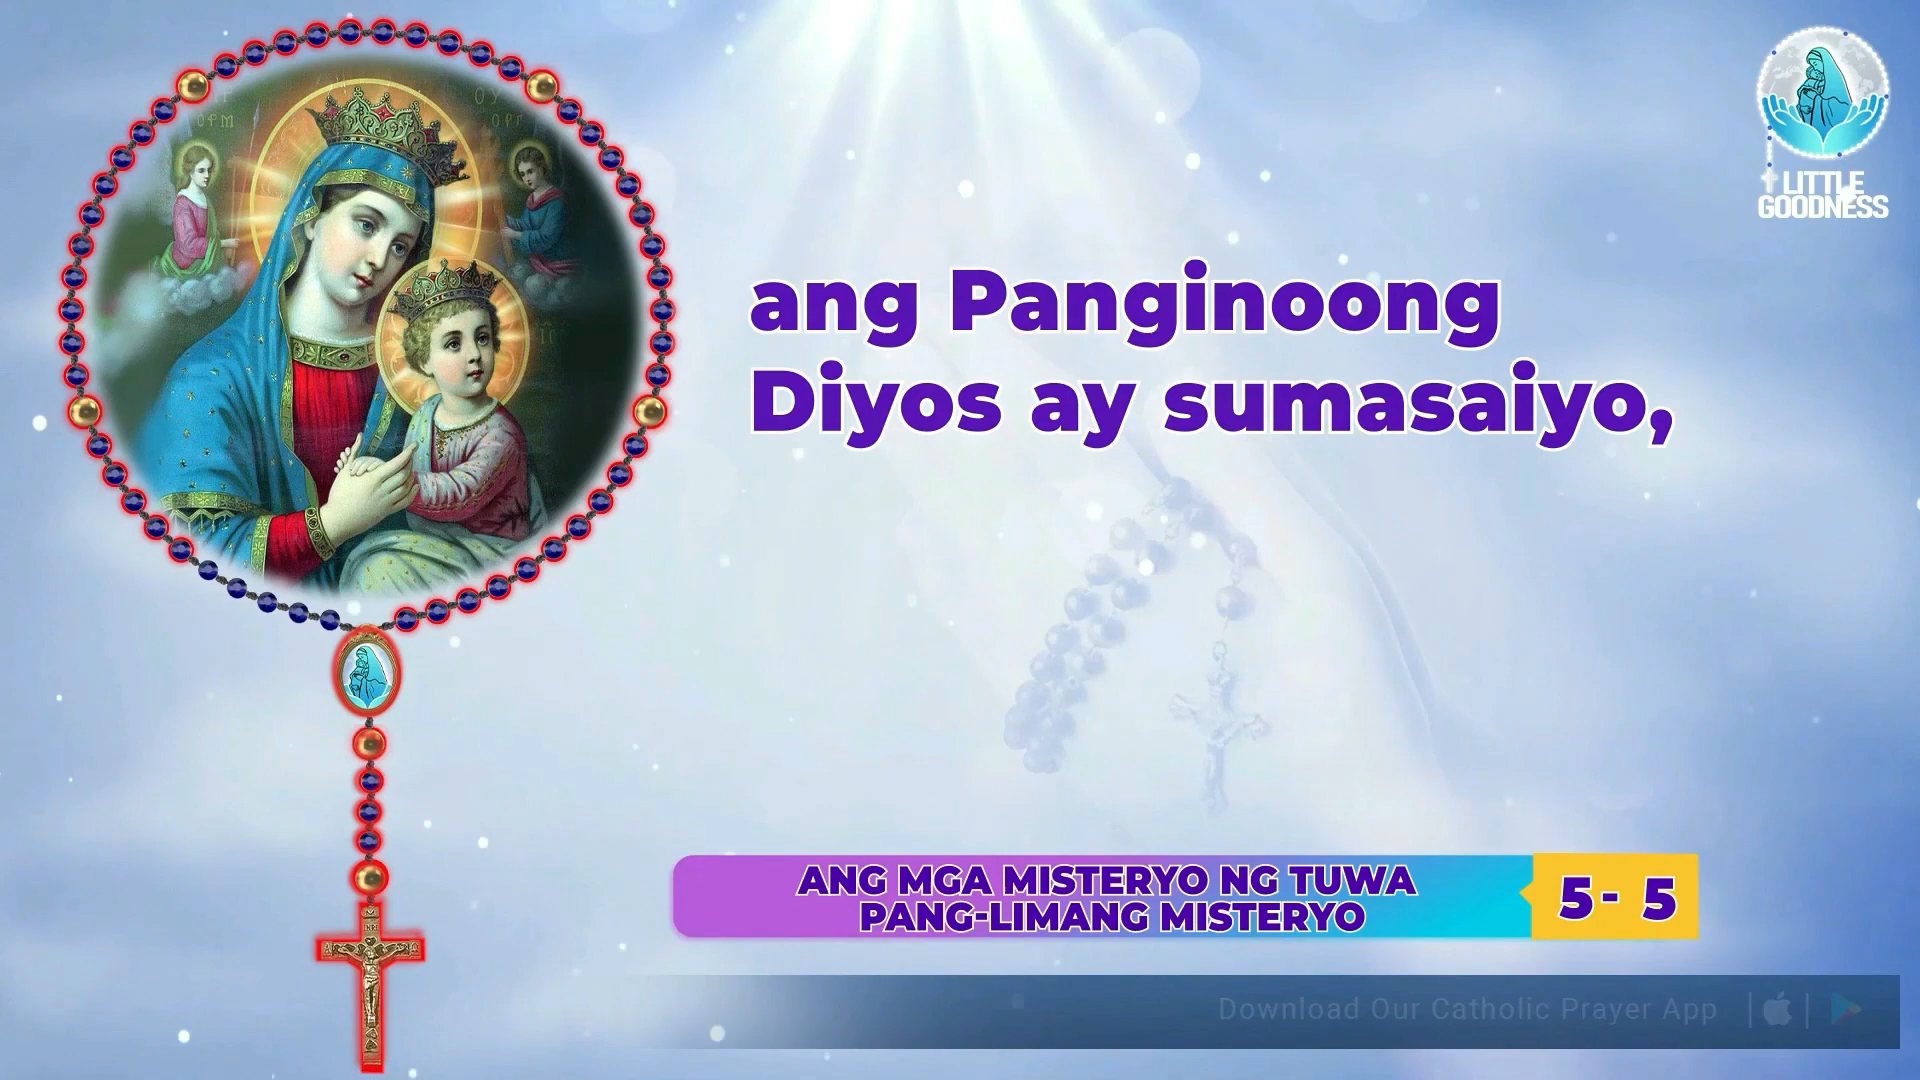 LITTLE
GOODNESS
ang Panginoong
Diyos ay sumasaiyo,
ANG MGA MISTERYO NG TUWA
PANG-LIMANG MISTERYO
5- 5
Download Our Catholic Prayer App